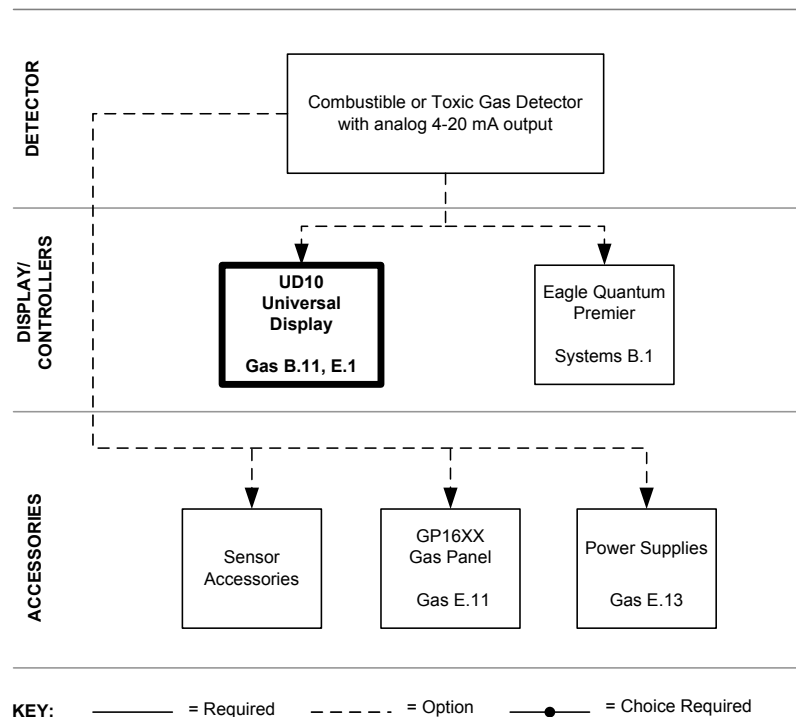 DETECTOR
Combustible or Toxic Gas Detector
with analog 4-20 mA output
DISPLAY/
CONTROLLERS
UD10
Universal
Display
Gas B.11, E.1
Eagle Quantum
Premier
Systems B.1
ACCESSORIES
Sensor
Accessories
GP16XX
Gas Panel
Gas E.11
Power Supplies
Gas E.13
KEY: = Required = Option = Choice Required